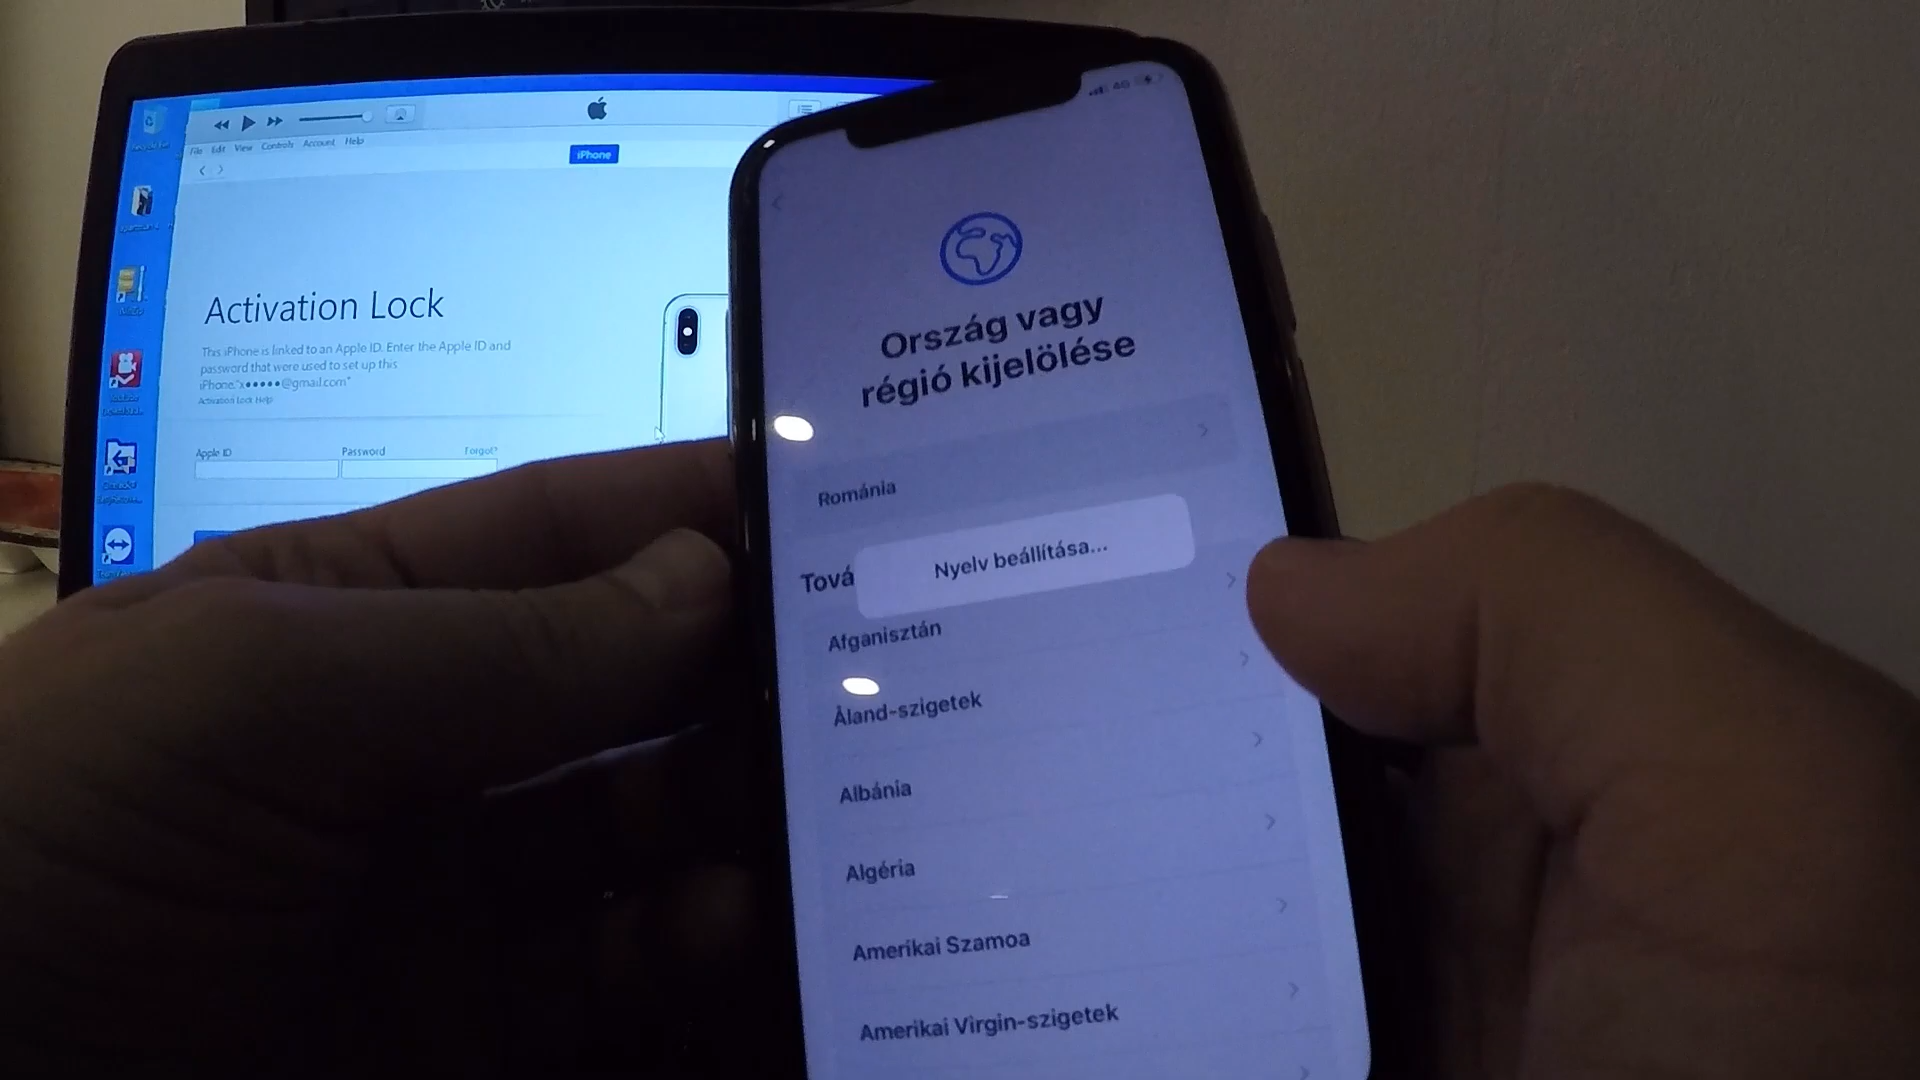 File Edit View Controls Account Help
iPhone
Activation Lock
This iPhone is linked to an Apple ID. Enter the Apple ID and
password that were used to set up this
iPhone."x●●●●●@gmail.com"
Activation Lock Help
Apple ID Password Forgot?
4G
Ország vagy
régió kijelölése
Románia
Nyelv beállítása...
Tová
Afganisztán
Åland-szigetek
Albánia
Algéria
Amerikai Szamoa
Amerikai Virgin-szigetek